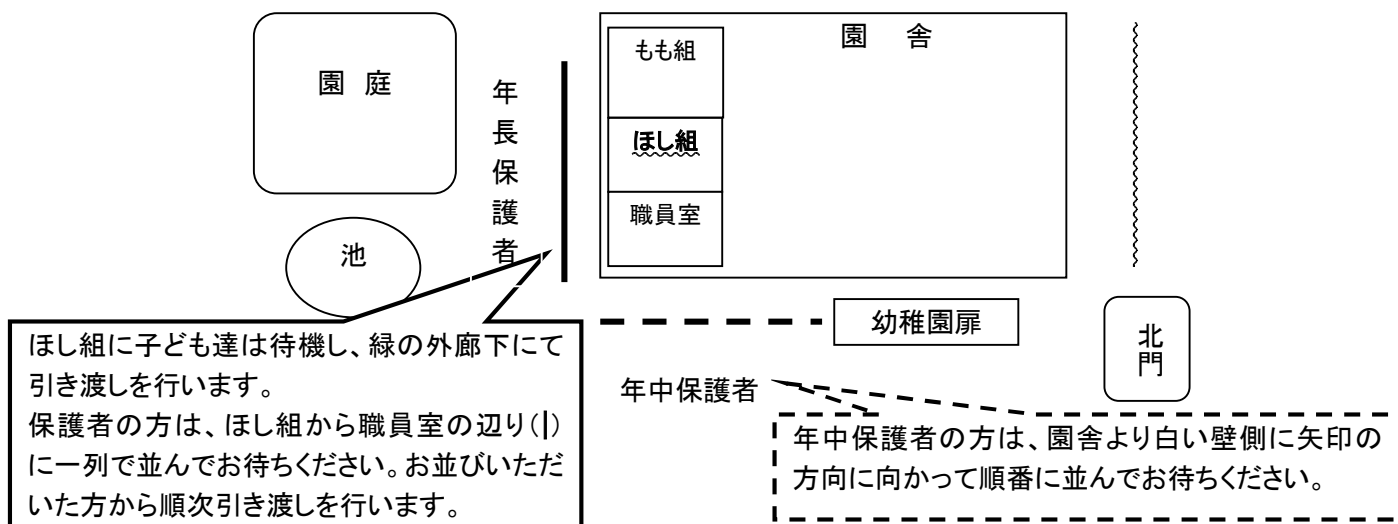 園庭
年長保護者
園舎
もも組
ほし組
職員室
池
幼稚園扉
北門
ほし組に子ども達は待機し、緑の外廊下にて
引き渡しを行います。
保護者の方は、ほし組から職員室の辺り(|)
に一列で並んでお待ちください。お並びいただ
いた方から順次引き渡しを行います。
年中保護者
年中保護者の方は、園舎より白い壁側に矢印の
方向に向かって順番に並んでお待ちください。